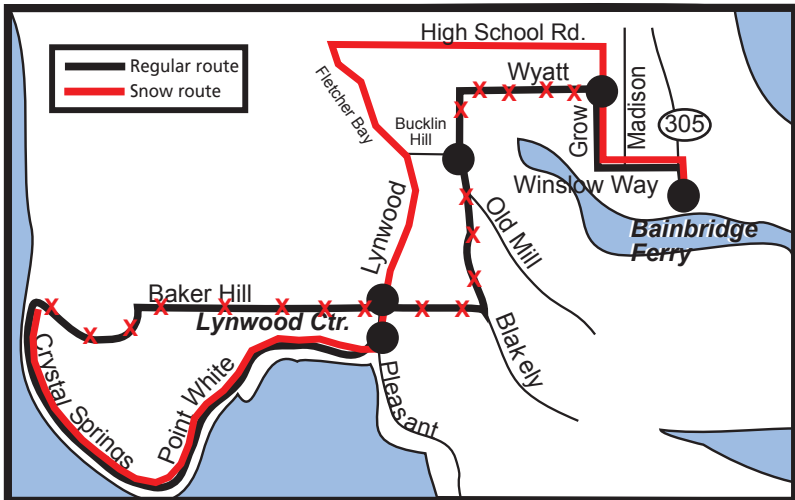 High School Rd.
Regular route
Snow route
Wyatt
Fletcher Bay
Bucklin
Hill
Grow
Madison
305
Winslow Way
Old Mill
Lynwood
Bainbridge
Ferry
Baker Hill
Lynwood Ctr.
Blakely
Crystal Springs
Point White
Pleasant